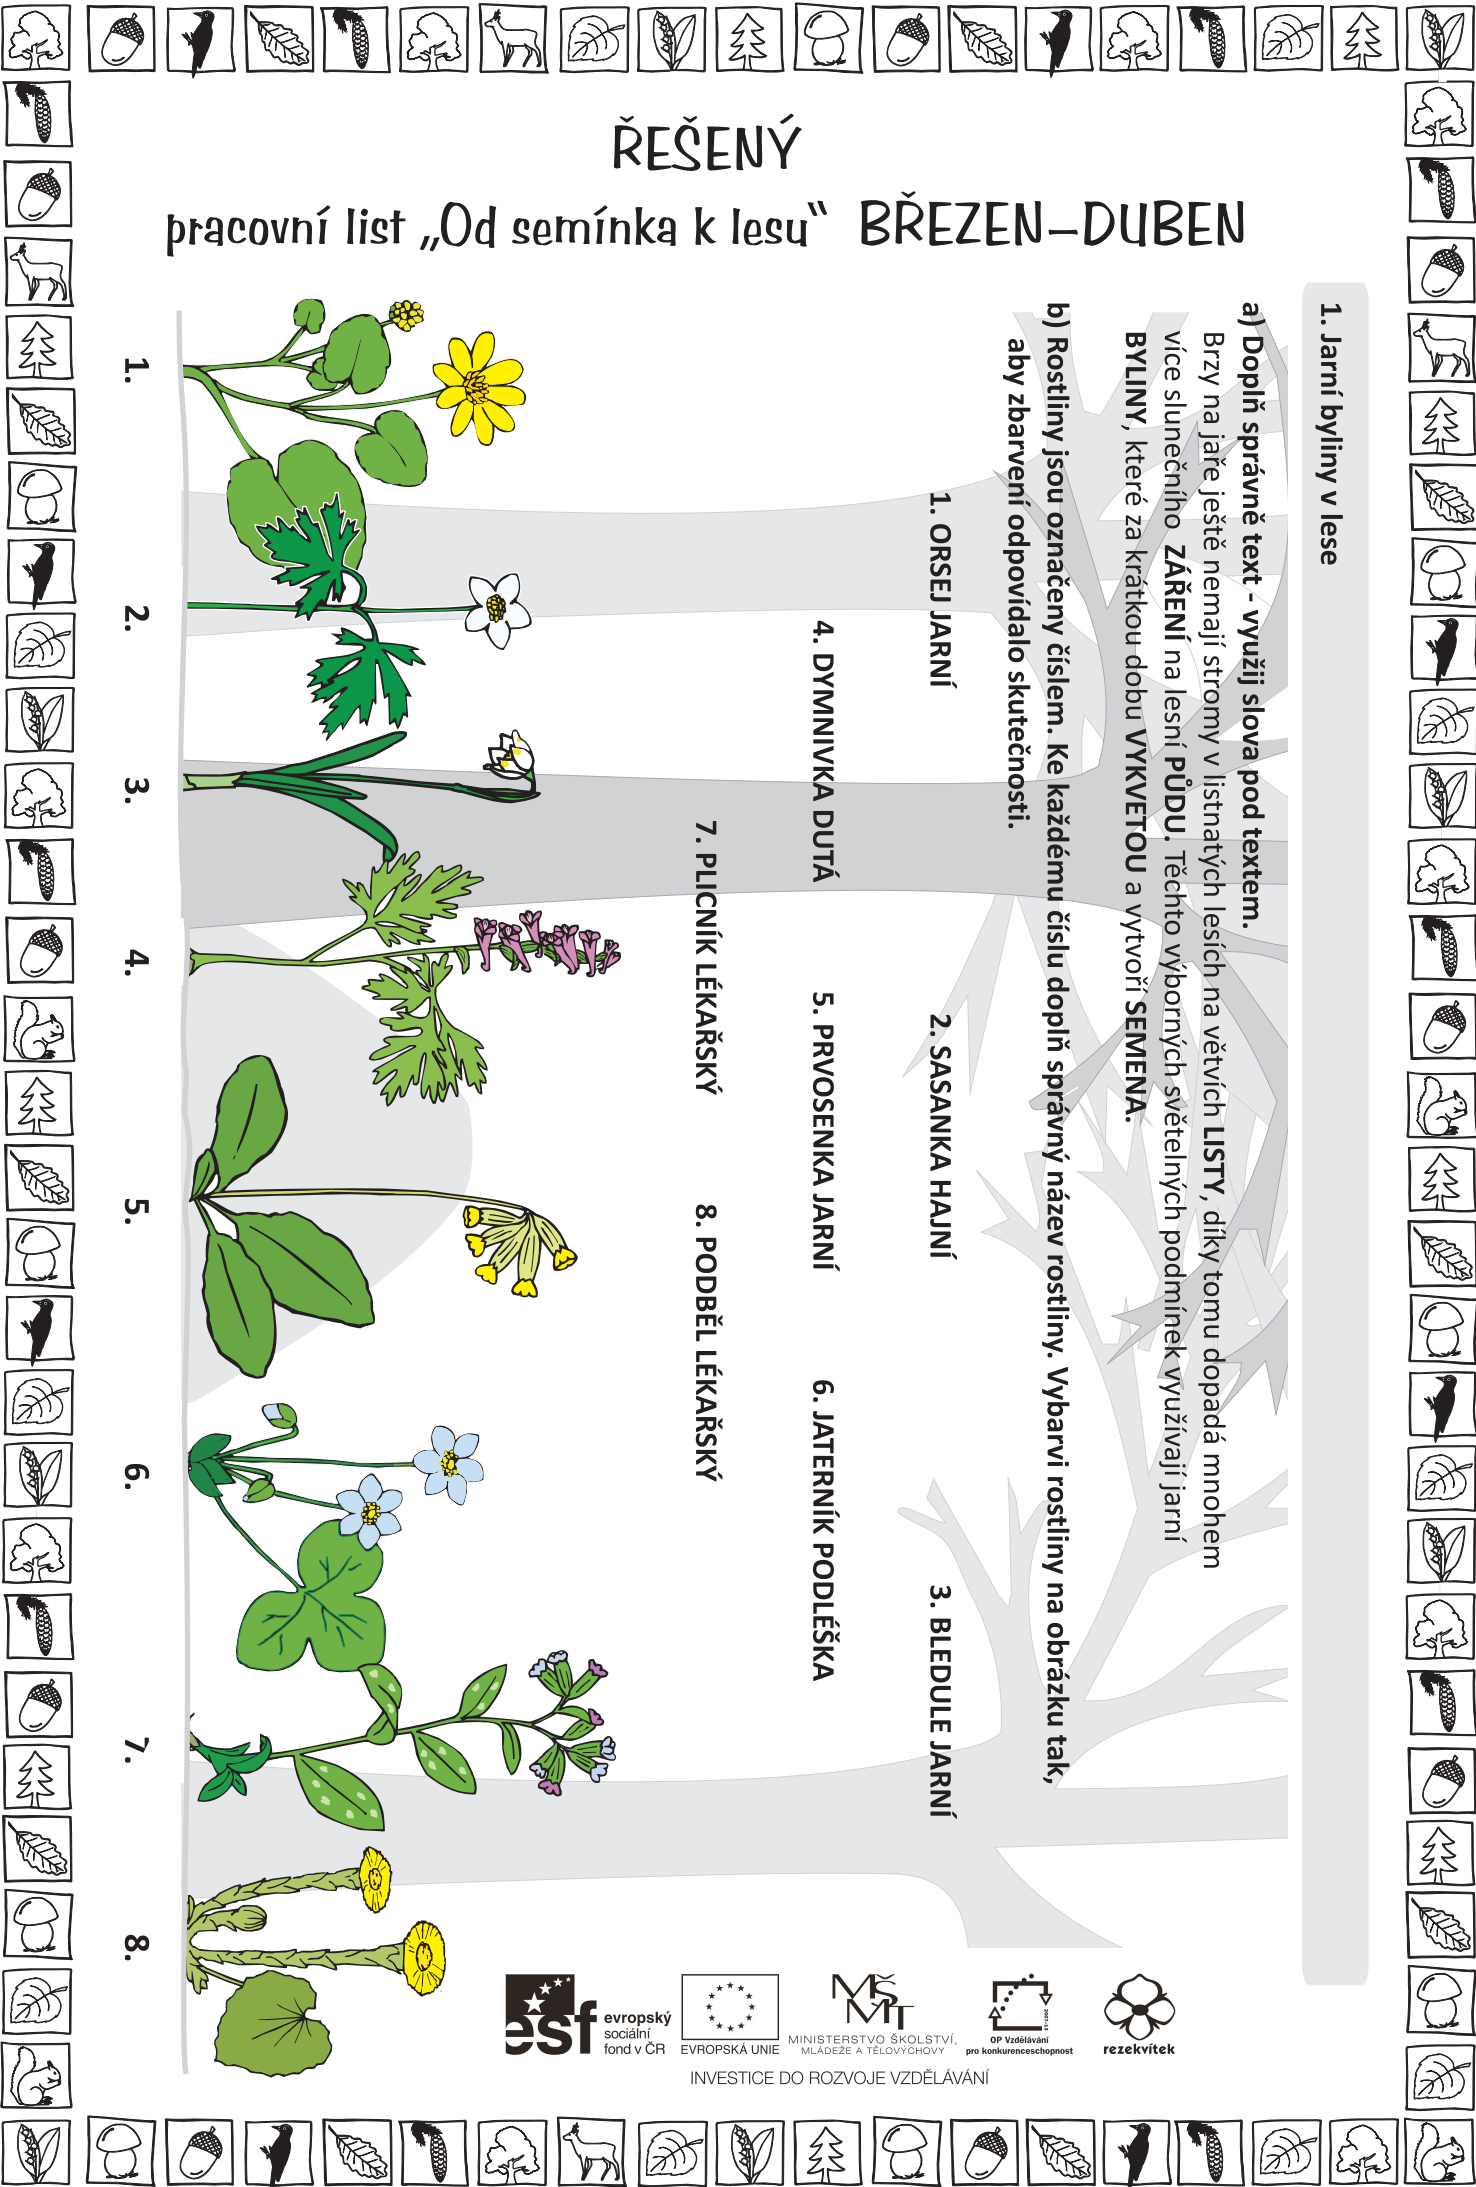 ŘEŠENÝ
pracovní list „Od semínka k lesu“ BŘEZEN–DUBEN
1. Jarní byliny v lese
a) Doplň správně text - využij slova pod textem.
Brzy na jaře ještě nemají stromy v listnatých lesích na větvích LISTY, díky tomu dopadá mnohem
více slunečního ZÁŘENÍ na lesní PŮDU. Těchto výborných světelných podmínek využívají jarní
BYLINY, které za krátkou dobu VYKVETOU a vytvoří SEMENA.
b) Rostliny jsou označeny číslem. Ke každému číslu doplň správný název rostliny. Vybarvi rostliny na obrázku tak,
aby zbarvení odpovídalo skutečnosti.
1. ORSEJ JARNÍ 2. SASANKA HAJNÍ 3. BLEDULE JARNÍ
4. DYMNIVKA DUTÁ 5. PRVOSENKA JARNÍ 6. JATERNÍK PODLÉŠKA
7. PLICNÍK LÉKAŘSKÝ 8. PODBĚL LÉKAŘSKÝ
1. 2. 3. 4. 5. 6. 7. 8.
esf evropský
sociální
fond v ČR
EVROPSKÁ UNIE
MŠMT
MINISTERSTVO ŠKOLSTVÍ,
MLÁDEŽE A TĚLOVÝCHOVY
2007-13
OP Vzdělávání
pro konkurenceschopnost
rezekvítek
INVESTICE DO ROZVOJE VZDĚLÁVÁNÍ